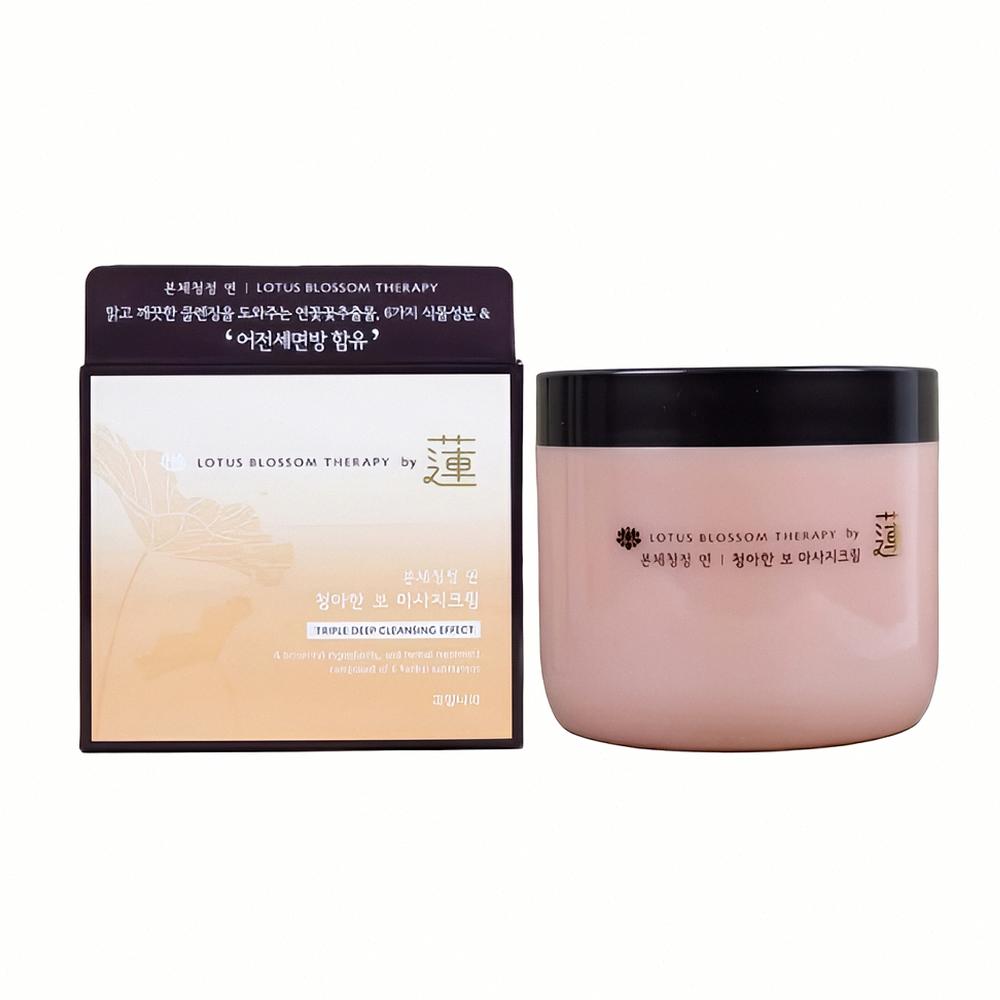 본체청정 연 | LOTUS BLOSSOM THERAPY
맑고 깨끗한 클렌징을 도와주는 연꽃꽃추출물, 6가지 식물성분 &
‘어전세면방 함유’
LOTUS BLOSSOM THERAPY by 蓮
본체청정 연
청아한 보 마사지크림
TRIPLE DEEP CLEANSING EFFECT
LOTUS BLOSSOM THERAPY by 蓮
본체청정 연 | 청아한 보 마사지크림